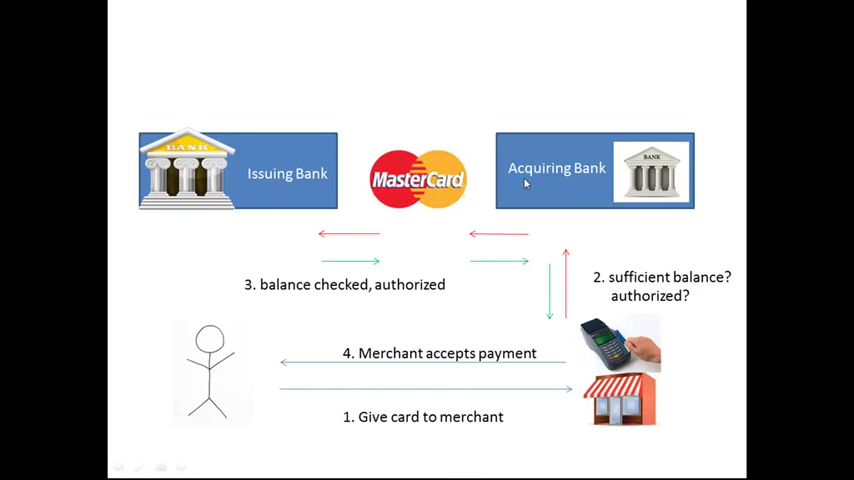 BANK
Issuing Bank
MasterCard
Acquiring Bank
BANK
2. sufficient balance?
authorized?
3. balance checked, authorized
4. Merchant accepts payment
1. Give card to merchant